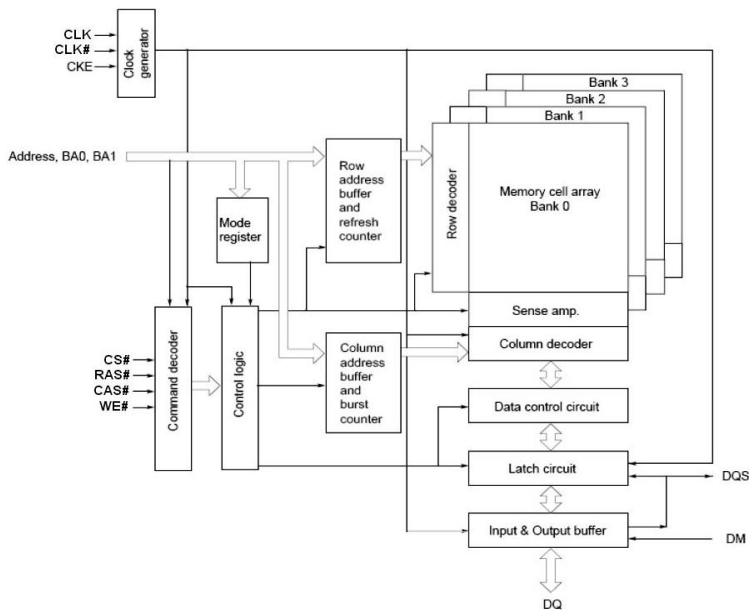 CLK
CLK#
CKE
Clock
generator
Bank 3
Bank 2
Bank 1
Address, BA0, BA1
Row
address
buffer
and
refresh
counter
Row decoder
Memory cell array
Bank 0
Mode
register
Sense amp.
Column decoder
CS#
RAS#
CAS#
WE#
Command decoder
Control logic
Column
address
buffer
and
burst
counter
Data control circuit
Latch circuit
DQS
Input & Output buffer
DM
DQ